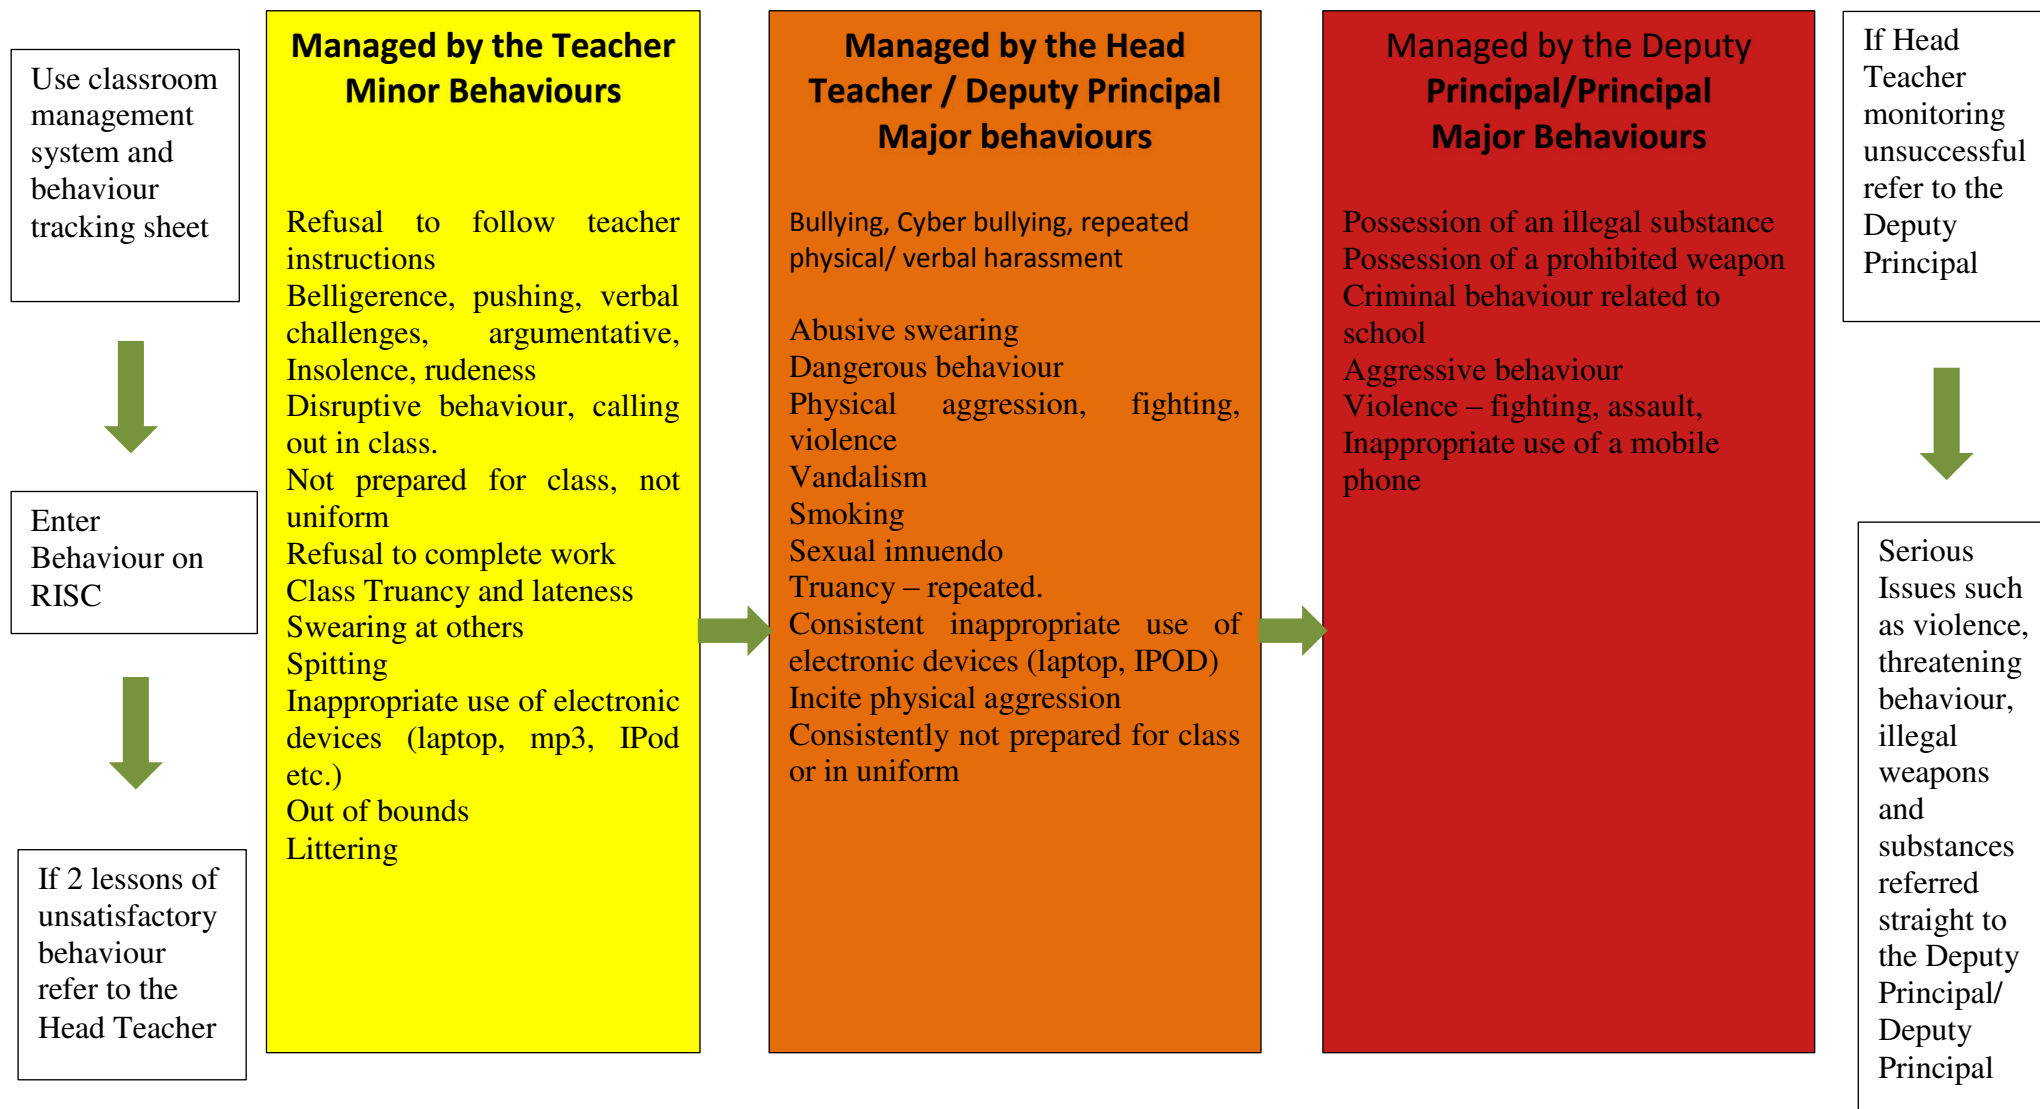 Use classroom
management
system and
behaviour
tracking sheet
Enter
Behaviour on
RISC
If 2 lessons of
unsatisfactory
behaviour
refer to the
Head Teacher
Managed by the Teacher
Minor Behaviours
Refusal to follow teacher
instructions
Belligerence, pushing, verbal
challenges, argumentative,
Insolence, rudeness
Disruptive behaviour, calling
out in class.
Not prepared for class, not
uniform
Refusal to complete work
Class Truancy and lateness
Swearing at others
Spitting
Inappropriate use of electronic
devices (laptop, mp3, IPod
etc.)
Out of bounds
Littering
Managed by the Head
Teacher / Deputy Principal
Major behaviours
Bullying, Cyber bullying, repeated
physical/ verbal harassment
Abusive swearing
Dangerous behaviour
Physical aggression, fighting,
violence
Vandalism
Smoking
Sexual innuendo
Truancy – repeated.
Consistent inappropriate use of
electronic devices (laptop, IPOD)
Incite physical aggression
Consistently not prepared for class
or in uniform
Managed by the Deputy
Principal/Principal
Major Behaviours
Possession of an illegal substance
Possession of a prohibited weapon
Criminal behaviour related to
school
Aggressive behaviour
Violence – fighting, assault,
Inappropriate use of a mobile
phone
If Head
Teacher
monitoring
unsuccessful
refer to the
Deputy
Principal
Serious
Issues such
as violence,
threatening
behaviour,
illegal
weapons
and
substances
referred
straight to
the Deputy
Principal/
Deputy
Principal